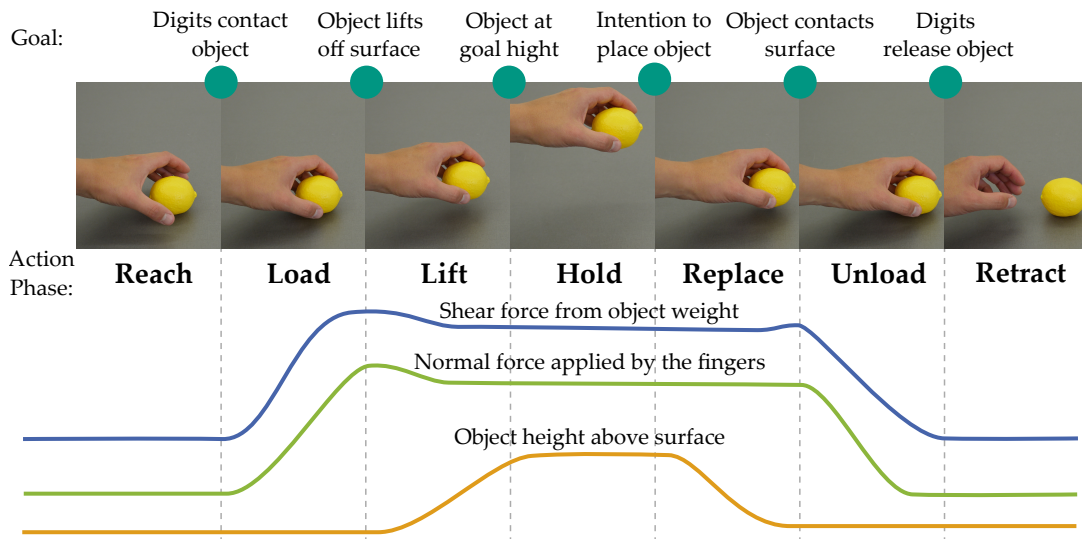 Goal:
Digits contact
object
Object lifts
off surface
Object at
goal hight
Intention to
place object
Object contacts
surface
Digits
release object
Action
Phase:
Reach
Load
Lift
Hold
Replace
Unload
Retract
Shear force from object weight
Normal force applied by the fingers
Object height above surface